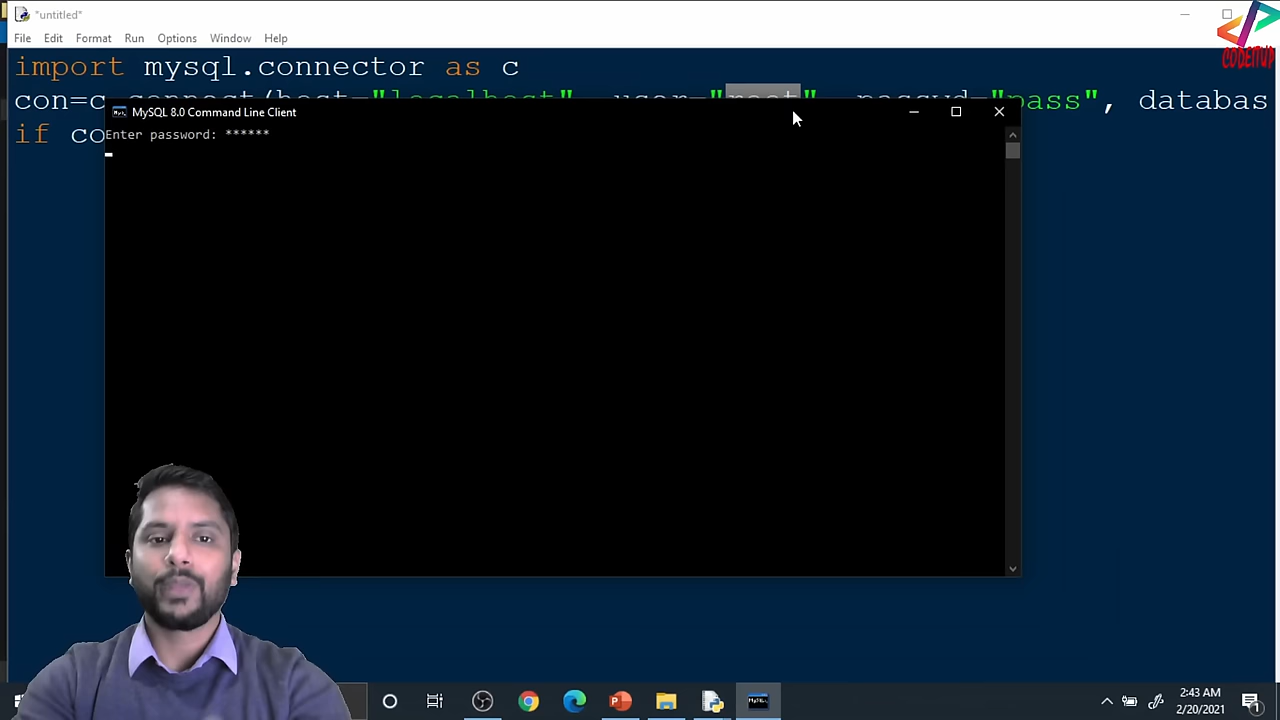 *untitled*
File Edit Format Run Options Window Help
CODEITUP
import mysql.connector as c
con=c.connect(host="localhost", user="root", passwd="pass", databas
if co
MySQL 8.0 Command Line Client
Enter password: ******
2:43 AM
2/20/2021